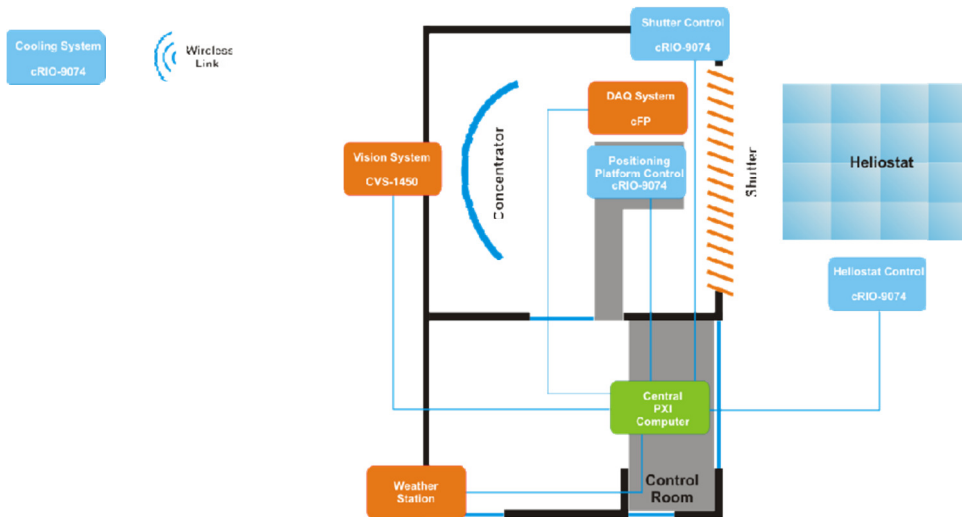 Cooling System
cRIO-9074
Wireless
Link
Shutter Control
cRIO-9074
DAQ System
cFP
Vision System
CVS-1450
Concentrator
Positioning
Platform Control
cRIO-9074
Shutter
Heliostat
Heliostat Control
cRIO-9074
Central
PXI
Computer
Weather
Station
Control
Room